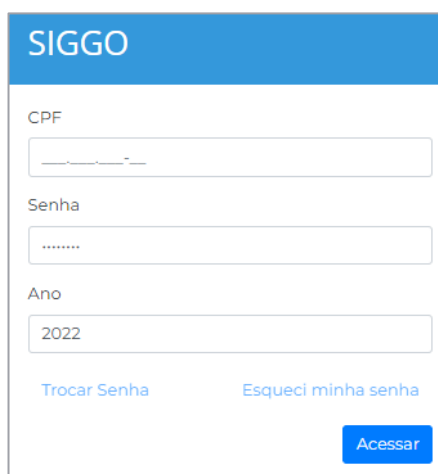 SIGGO
CPF
___.___.___-__
Senha
........
Ano
2022
Trocar Senha Esqueci minha senha
Acessar